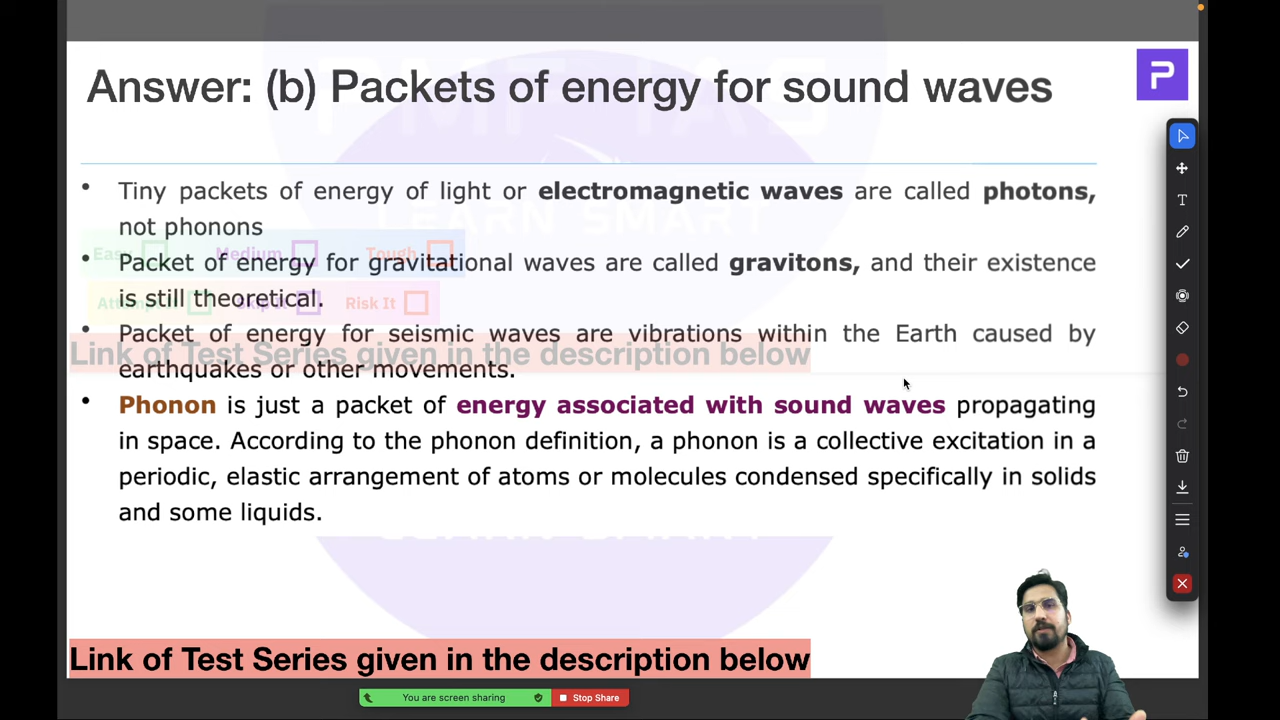 Answer: (b) Packets of energy for sound waves
P
• Tiny packets of energy of light or electromagnetic waves are called photons,
not phonons
Easy Medium Tough
• Packet of energy for gravitational waves are called gravitons, and their existence
is still theoretical.
Risk It
• Packet of energy for seismic waves are vibrations within the Earth caused by
Link of Test Series given in the description below
earthquakes or other movements.
• Phonon is just a packet of energy associated with sound waves propagating
in space. According to the phonon definition, a phonon is a collective excitation in a
periodic, elastic arrangement of atoms or molecules condensed specifically in solids
and some liquids.
Link of Test Series given in the description below
You are screen sharing Stop Share
PMF IAS
LEARN SMART
T